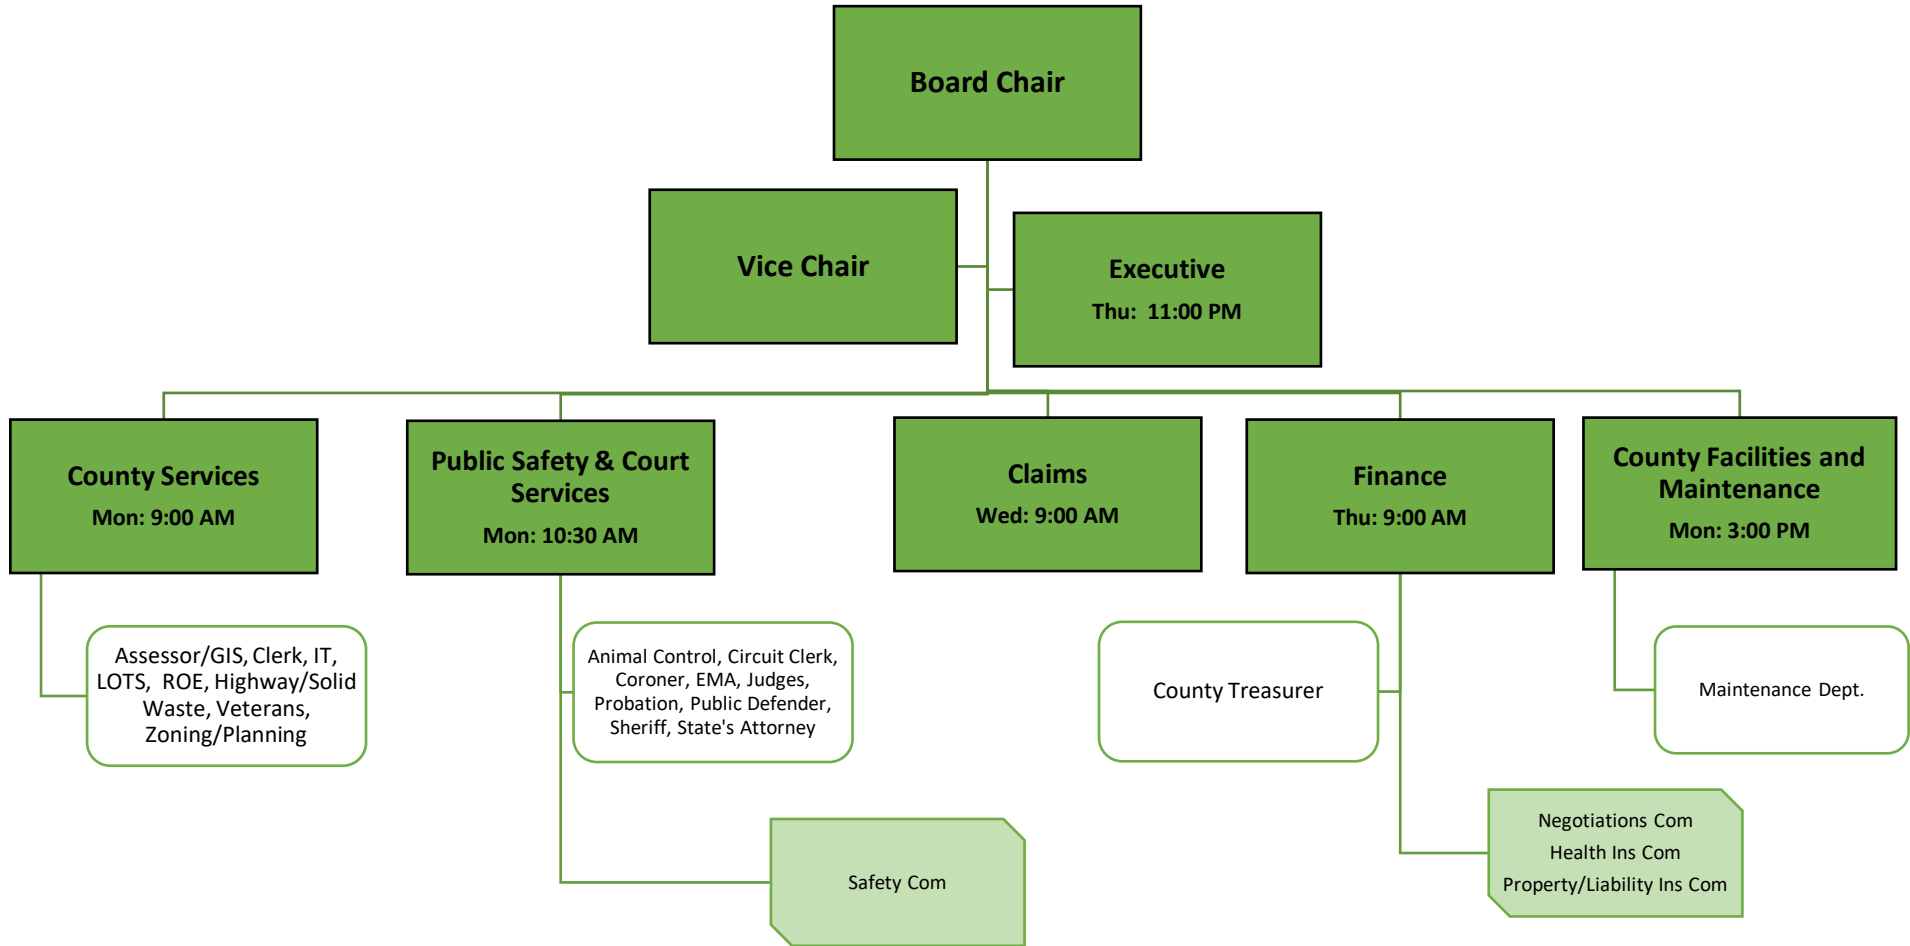 Board Chair
Vice Chair
Executive
Thu: 11:00 PM
County Services
Mon: 9:00 AM
Public Safety & Court
Services
Mon: 10:30 AM
Claims
Wed: 9:00 AM
Finance
Thu: 9:00 AM
County Facilities and
Maintenance
Mon: 3:00 PM
Assessor/GIS, Clerk, IT,
LOTS, ROE, Highway/Solid
Waste, Veterans,
Zoning/Planning
Animal Control, Circuit Clerk,
Coroner, EMA, Judges,
Probation, Public Defender,
Sheriff, State's Attorney
County Treasurer
Maintenance Dept.
Safety Com
Negotiations Com
Health Ins Com
Property/Liability Ins Com